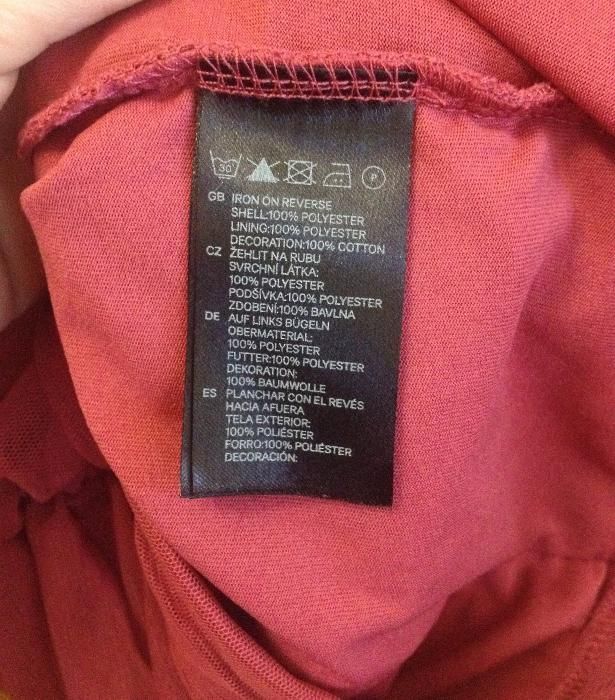 30
P
GB IRON ON REVERSE
SHELL:100% POLYESTER
LINING:100% POLYESTER
DECORATION:100% COTTON
CZ ŽEHLIT NA RUBU
SVRCHNÍ LÁTKA:
100% POLYESTER
PODŠÍVKA:100% POLYESTER
ZDOBENÍ:100% BAVLNA
DE AUF LINKS BÜGELN
OBERMATERIAL:
100% POLYESTER
FUTTER:100% POLYESTER
DEKORATION:
100% BAUMWOLLE
ES PLANCHAR CON EL REVÉS
HACIA AFUERA
TELA EXTERIOR:
100% POLIÉSTER
FORRO:100% POLIÉSTER
DECORACIÓN: